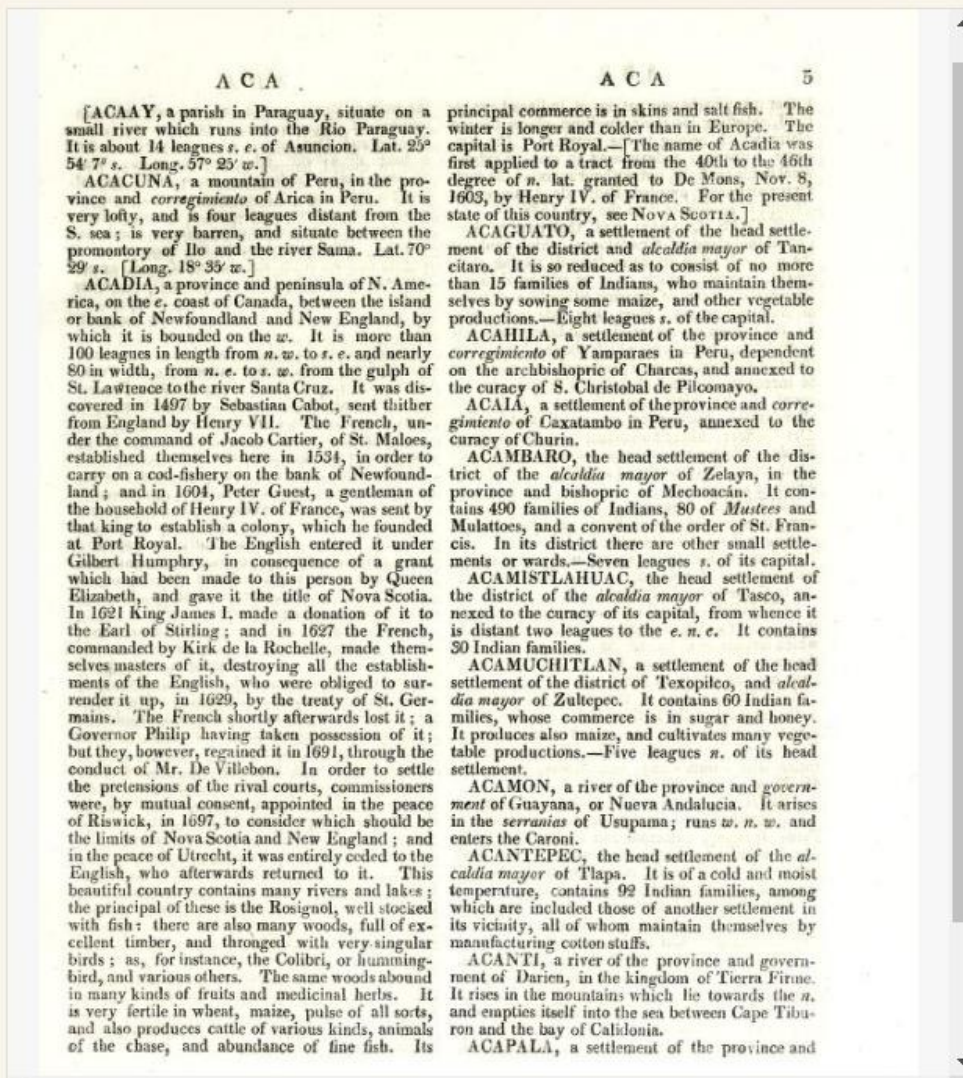 ACA
[ACAAY, a parish in Paraguay, situate on a
small river which runs into the Rio Paraguay.
It is about 14 leagues s. e. of Asuncion. Lat. 25°
54′ 7″ s. Long. 57° 25′ w.]
ACACUNA, a mountain of Peru, in the pro-
vince and corregimiento of Arica in Peru. It is
very lofty, and is four leagues distant from the
S. sea; is very barren, and situate between the
promontory of Ilo and the river Sama. Lat. 70°
29′ s. [Long. 18° 35′ w.]
ACADIA, a province and peninsula of N. Ame-
rica, on the e. coast of Canada, between the island
or bank of Newfoundland and New England, by
which it is bounded on the w. It is more than
100 leagues in length from n. w. to s. e. and nearly
80 in width, from n. e. to s. w. from the gulph of
St. Lawrence to the river Santa Cruz. It was dis-
covered in 1497 by Sebastian Cabot, sent thither
from England by Henry VII. The French, un-
der the command of Jacob Cartier, of St. Maloes,
established themselves here in 1534, in order to
carry on a cod-fishery on the bank of Newfound-
land; and in 1604, Peter Guest, a gentleman of
the household of Henry IV. of France, was sent by
that king to establish a colony, which he founded
at Port Royal. The English entered it under
Gilbert Humphry, in consequence of a grant
which had been made to this person by Queen
Elizabeth, and gave it the title of Nova Scotia.
In 1621 King James I. made a donation of it to
the Earl of Stirling; and in 1627 the French,
commanded by Kirk de la Rochelle, made them-
selves masters of it, destroying all the establish-
ments of the English, who were obliged to sur-
render it up, in 1629, by the treaty of St. Ger-
mains. The French shortly afterwards lost it; a
Governor Philip having taken possession of it;
but they, however, regained it in 1691, through the
conduct of Mr. De Villebon. In order to settle
the pretensions of the rival courts, commissioners
were, by mutual consent, appointed in the peace
of Riswick, in 1697, to consider which should be
the limits of Nova Scotia and New England; and
in the peace of Utrecht, it was entirely ceded to the
English, who afterwards returned to it. This
beautiful country contains many rivers and lakes;
the principal of these is the Rosignol, well stocked
with fish: there are also many woods, full of ex-
cellent timber, and thronged with very singular
birds; as, for instance, the Colibri, or humming-
bird, and various others. The same woods abound
in many kinds of fruits and medicinal herbs. It
is very fertile in wheat, maize, pulse of all sorts,
and also produces cattle of various kinds, animals
of the chase, and abundance of fine fish. Its
ACA 5
principal commerce is in skins and salt fish. The
winter is longer and colder than in Europe. The
capital is Port Royal.—[The name of Acadia was
first applied to a tract from the 40th to the 46th
degree of n. lat. granted to De Mons, Nov. 8,
1603, by Henry IV. of France. For the present
state of this country, see NOVA SCOTIA.]
ACAGUATO, a settlement of the head settle-
ment of the district and alcaldia mayor of Tan-
citaro. It is so reduced as to consist of no more
than 15 families of Indians, who maintain them-
selves by sowing some maize, and other vegetable
productions.—Eight leagues s. of the capital.
ACAHILA, a settlement of the province and
corregimiento of Yamparaes in Peru, dependent
on the archbishopric of Charcas, and annexed to
the curacy of S. Christobal de Pilcomayo.
ACAIA, a settlement of the province and corre-
gimiento of Caxatambo in Peru, annexed to the
curacy of Churin.
ACAMBARO, the head settlement of the dis-
trict of the alcaldia mayor of Zelaya, in the
province and bishopric of Mechoacán. It con-
tains 490 families of Indians, 80 of Mustees and
Mulattoes, and a convent of the order of St. Fran-
cis. In its district there are other small settle-
ments or wards.—Seven leagues s. of its capital.
ACAMISTLAHUAC, the head settlement of
the district of the alcaldia mayor of Tasco, an-
nexed to the curacy of its capital, from whence it
is distant two leagues to the e. n. e. It contains
30 Indian families.
ACAMUCHITLAN, a settlement of the head
settlement of the district of Texopilco, and alcal-
dia mayor of Zultepec. It contains 60 Indian fa-
milies, whose commerce is in sugar and honey.
It produces also maize, and cultivates many vege-
table productions.—Five leagues n. of its head
settlement.
ACAMON, a river of the province and govern-
ment of Guayana, or Nueva Andalucia. It arises
in the serranias of Usupama; runs w. n. w. and
enters the Caroni.
ACANTEPEC, the head settlement of the al-
caldia mayor of Tlapa. It is of a cold and moist
temperature, contains 92 Indian families, among
which are included those of another settlement in
its vicinity, all of whom maintain themselves by
manufacturing cotton stuffs.
ACANTI, a river of the province and govern-
ment of Darien, in the kingdom of Tierra Firme.
It rises in the mountains which lie towards the n.
and empties itself into the sea between Cape Tibu-
ron and the bay of Calidonia.
ACAPALA, a settlement of the province and